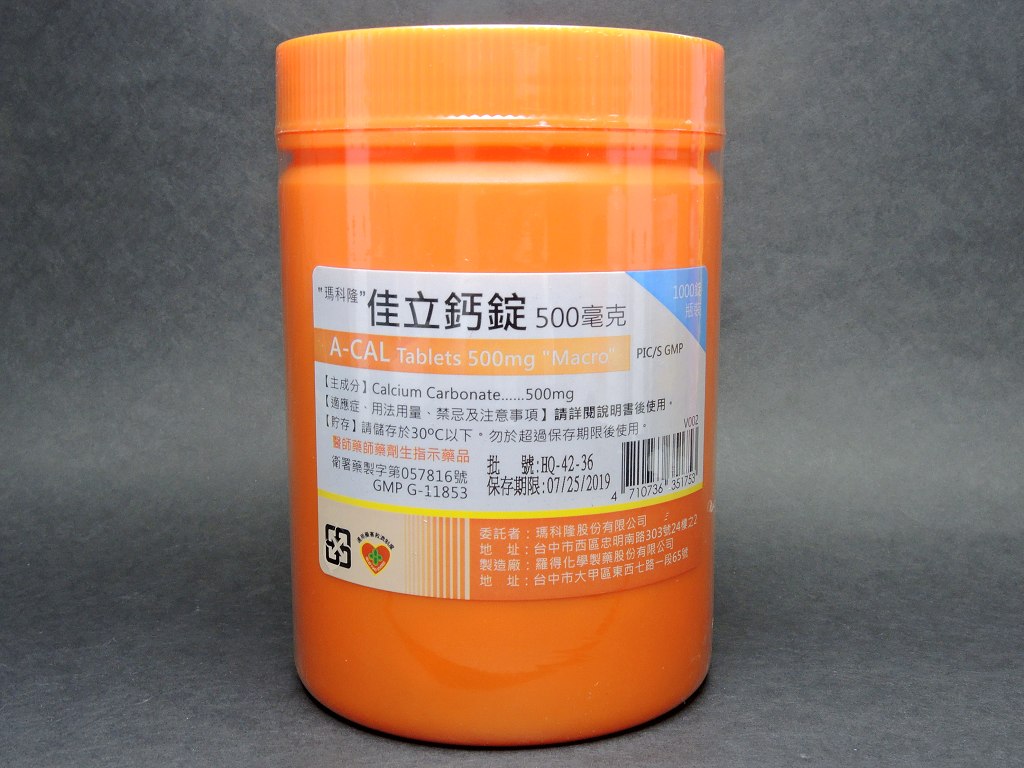 "瑪科隆"佳立鈣錠 500毫克
1000錠
瓶裝
A-CAL Tablets 500mg "Macro"
PIC/S GMP
【主成分】Calcium Carbonate......500mg
【適應症、用法用量、禁忌及注意事項】請詳閱說明書後使用。
【貯存】請儲存於30ºC以下。勿於超過保存期限後使用。
V002
醫師藥師藥劑生指示藥品
衛署藥製字第057816號
GMP G-11853
批 號:HQ-42-36
保存期限:07/25/2019
4 710736 351753
委託者:瑪科隆股份有限公司
地 址:台中市西區忠明南路303號24樓之2
製造廠:羅得化學製藥股份有限公司
地 址:台中市大甲區東西七路一段65號